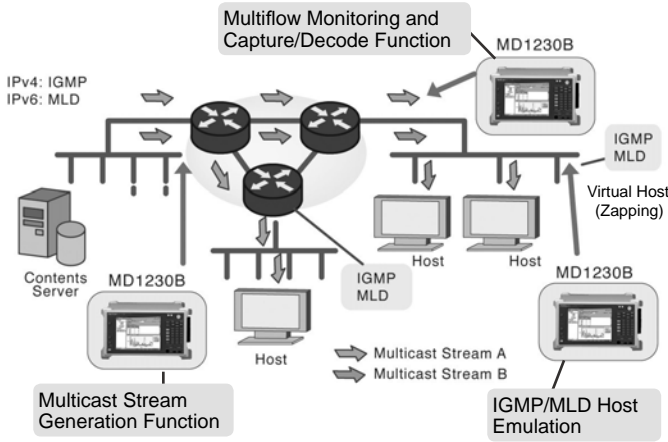 Multiflow Monitoring and
Capture/Decode Function
MD1230B
IPv4: IGMP
IPv6: MLD
IGMP
MLD
Virtual Host
(Zapping)
Contents
Server
MD1230B
Host
Host
MD1230B
IGMP
MLD
Host
Multicast Stream A
Multicast Stream B
Multicast Stream
Generation Function
IGMP/MLD Host
Emulation